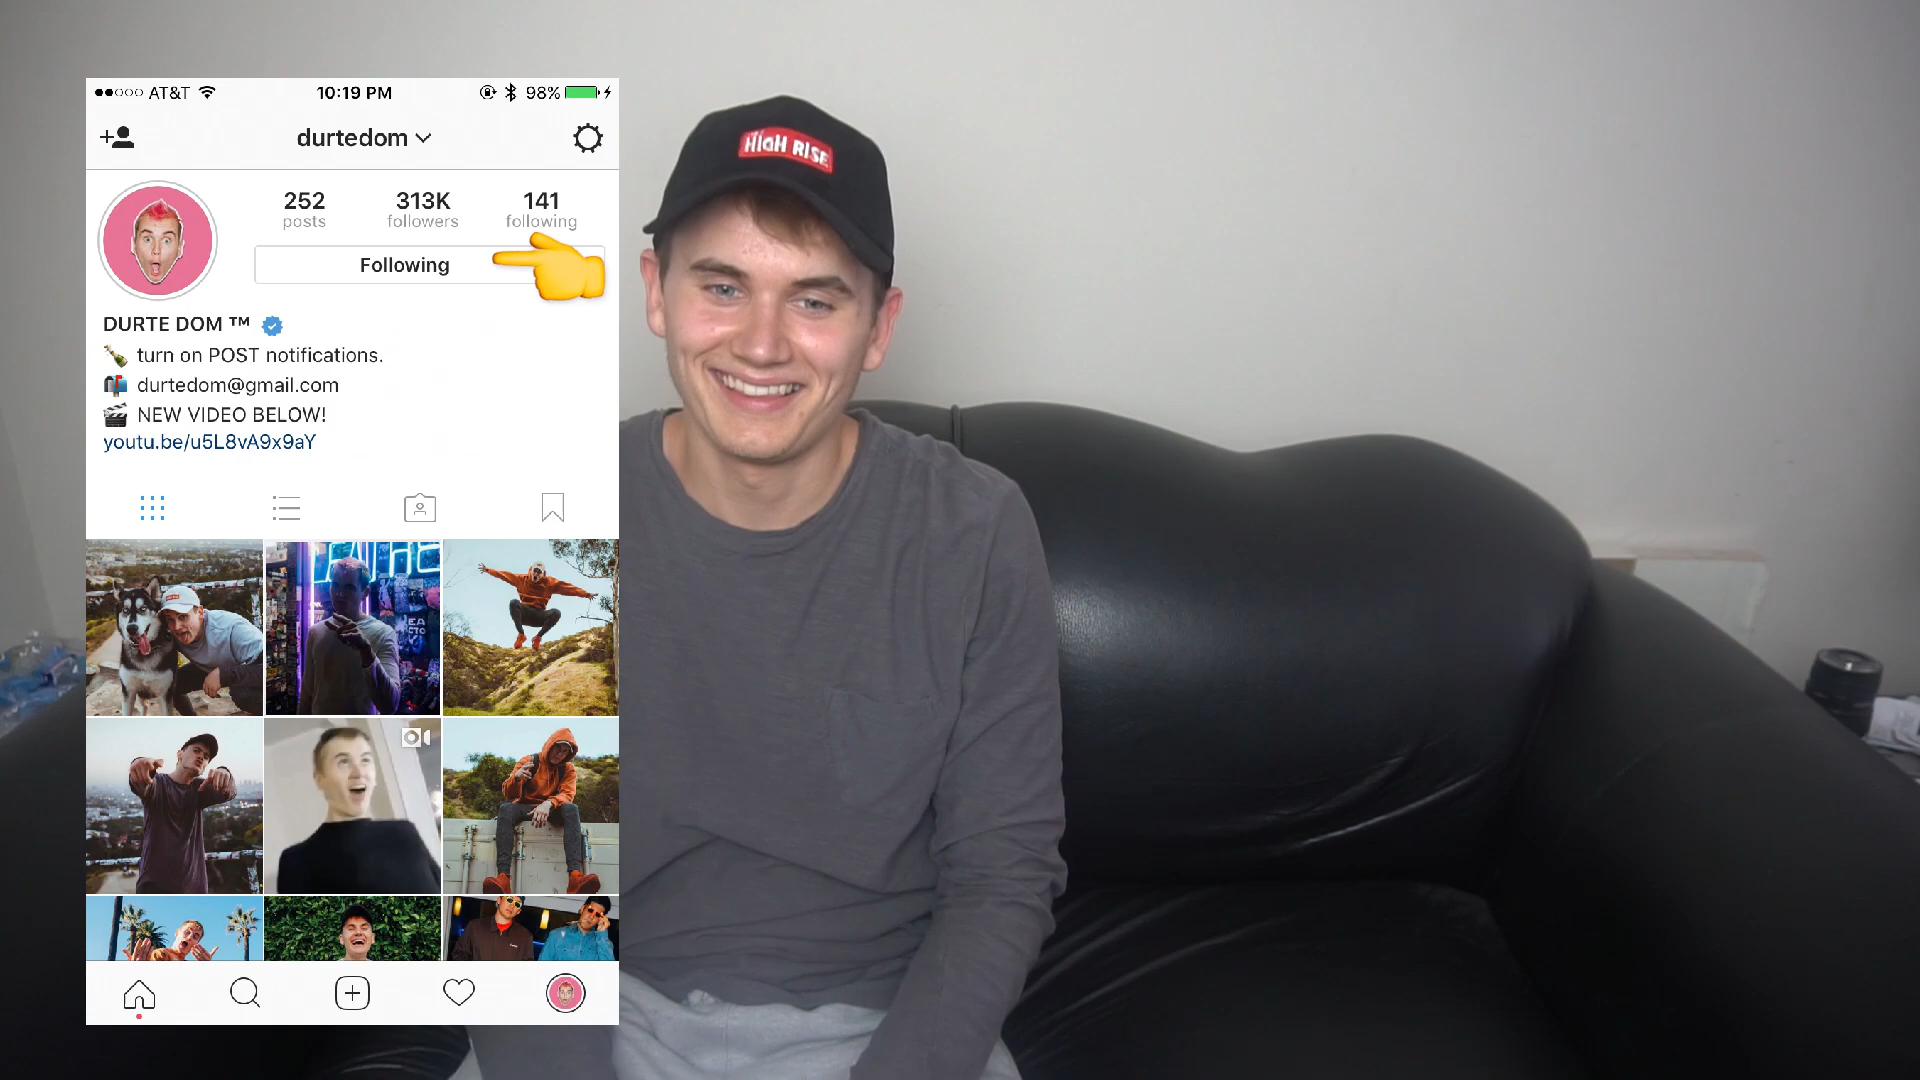 AT&T 10:19 PM 98%
durtedom
252 313K 141
posts followers following
Following
DURTE DOM ™
turn on POST notifications.
durtedom@gmail.com
NEW VIDEO BELOW!
youtu.be/u5L8vA9x9aY
HIGH RISE